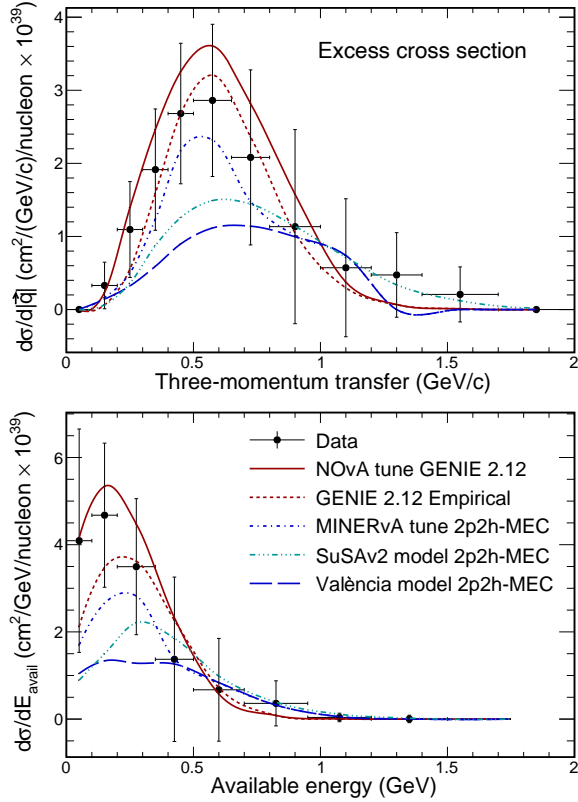 Excess cross section
dσ/d|q⃗| (cm²/(GeV/c)/nucleon × 10³⁹)
4
3
2
1
0
0 0.5 1 1.5 2
Three-momentum transfer (GeV/c)
dσ/dE_avail (cm²/GeV/nucleon × 10³⁹)
6
4
2
0
Data
NOvA tune GENIE 2.12
GENIE 2.12 Empirical
MINERvA tune 2p2h-MEC
SuSAv2 model 2p2h-MEC
València model 2p2h-MEC
0 0.5 1 1.5 2
Available energy (GeV)